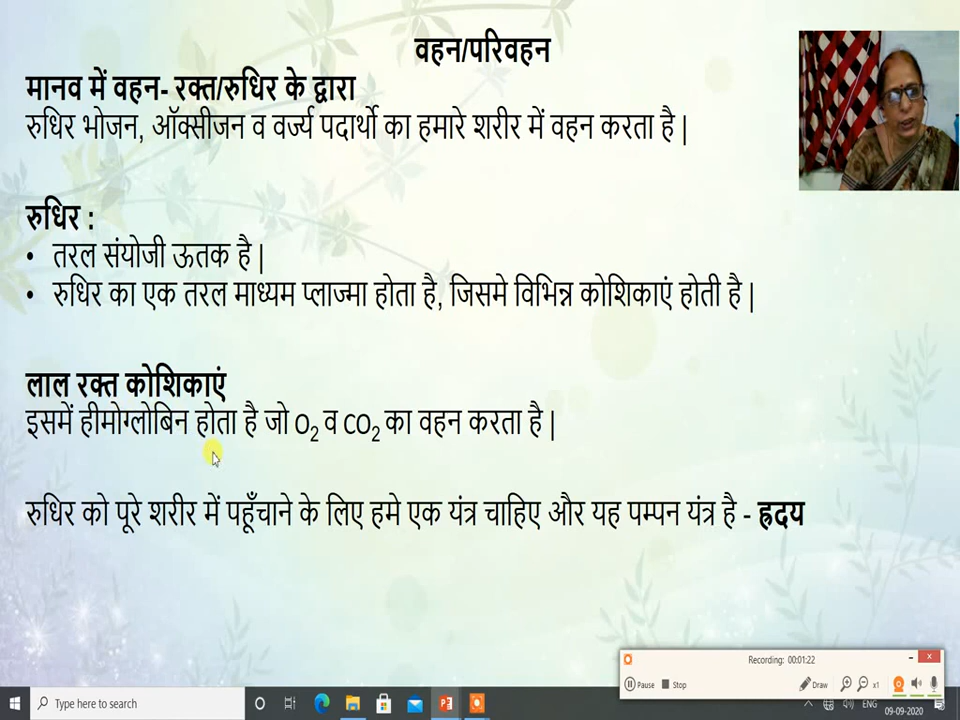 वहन/परिवहन
मानव में वहन- रक्त/रुधिर के द्वारा
रुधिर भोजन, ऑक्सीजन व वर्ज्य पदार्थो का हमारे शरीर में वहन करता है |
रुधिर :
• तरल संयोजी ऊतक है |
• रुधिर का एक तरल माध्यम प्लाज्मा होता है, जिसमे विभिन्न कोशिकाएं होती है |
लाल रक्त कोशिकाएं
इसमें हीमोग्लोबिन होता है जो O₂ व CO₂ का वहन करता है |
रुधिर को पूरे शरीर में पहूँचाने के लिए हमे एक यंत्र चाहिए और यह पम्पन यंत्र है - ह्रदय
Recording: 00:01:22
Pause Stop Draw x1
Type here to search
ENG
09-09-2020